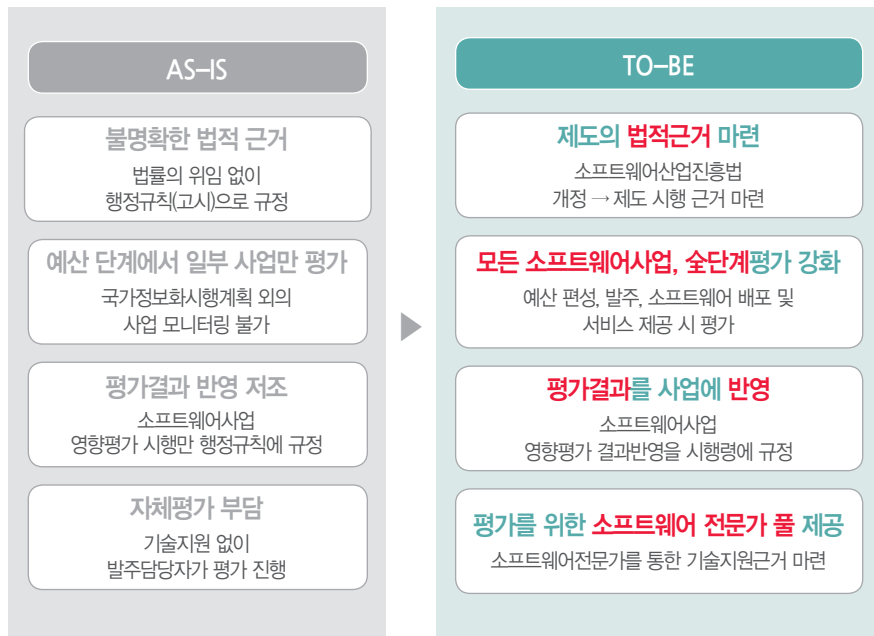 AS–IS
불명확한 법적 근거
법률의 위임 없이
행정규칙(고시)으로 규정
예산 단계에서 일부 사업만 평가
국가정보화시행계획 외의
사업 모니터링 불가
평가결과 반영 저조
소프트웨어사업
영향평가 시행만 행정규칙에 규정
자체평가 부담
기술지원 없이
발주담당자가 평가 진행
TO–BE
제도의 법적근거 마련
소프트웨어산업진흥법
개정 → 제도 시행 근거 마련
모든 소프트웨어사업, 全단계평가 강화
예산 편성, 발주, 소프트웨어 배포 및
서비스 제공 시 평가
평가결과를 사업에 반영
소프트웨어사업
영향평가 결과반영을 시행령에 규정
평가를 위한 소프트웨어 전문가 풀 제공
소프트웨어전문가를 통한 기술지원근거 마련